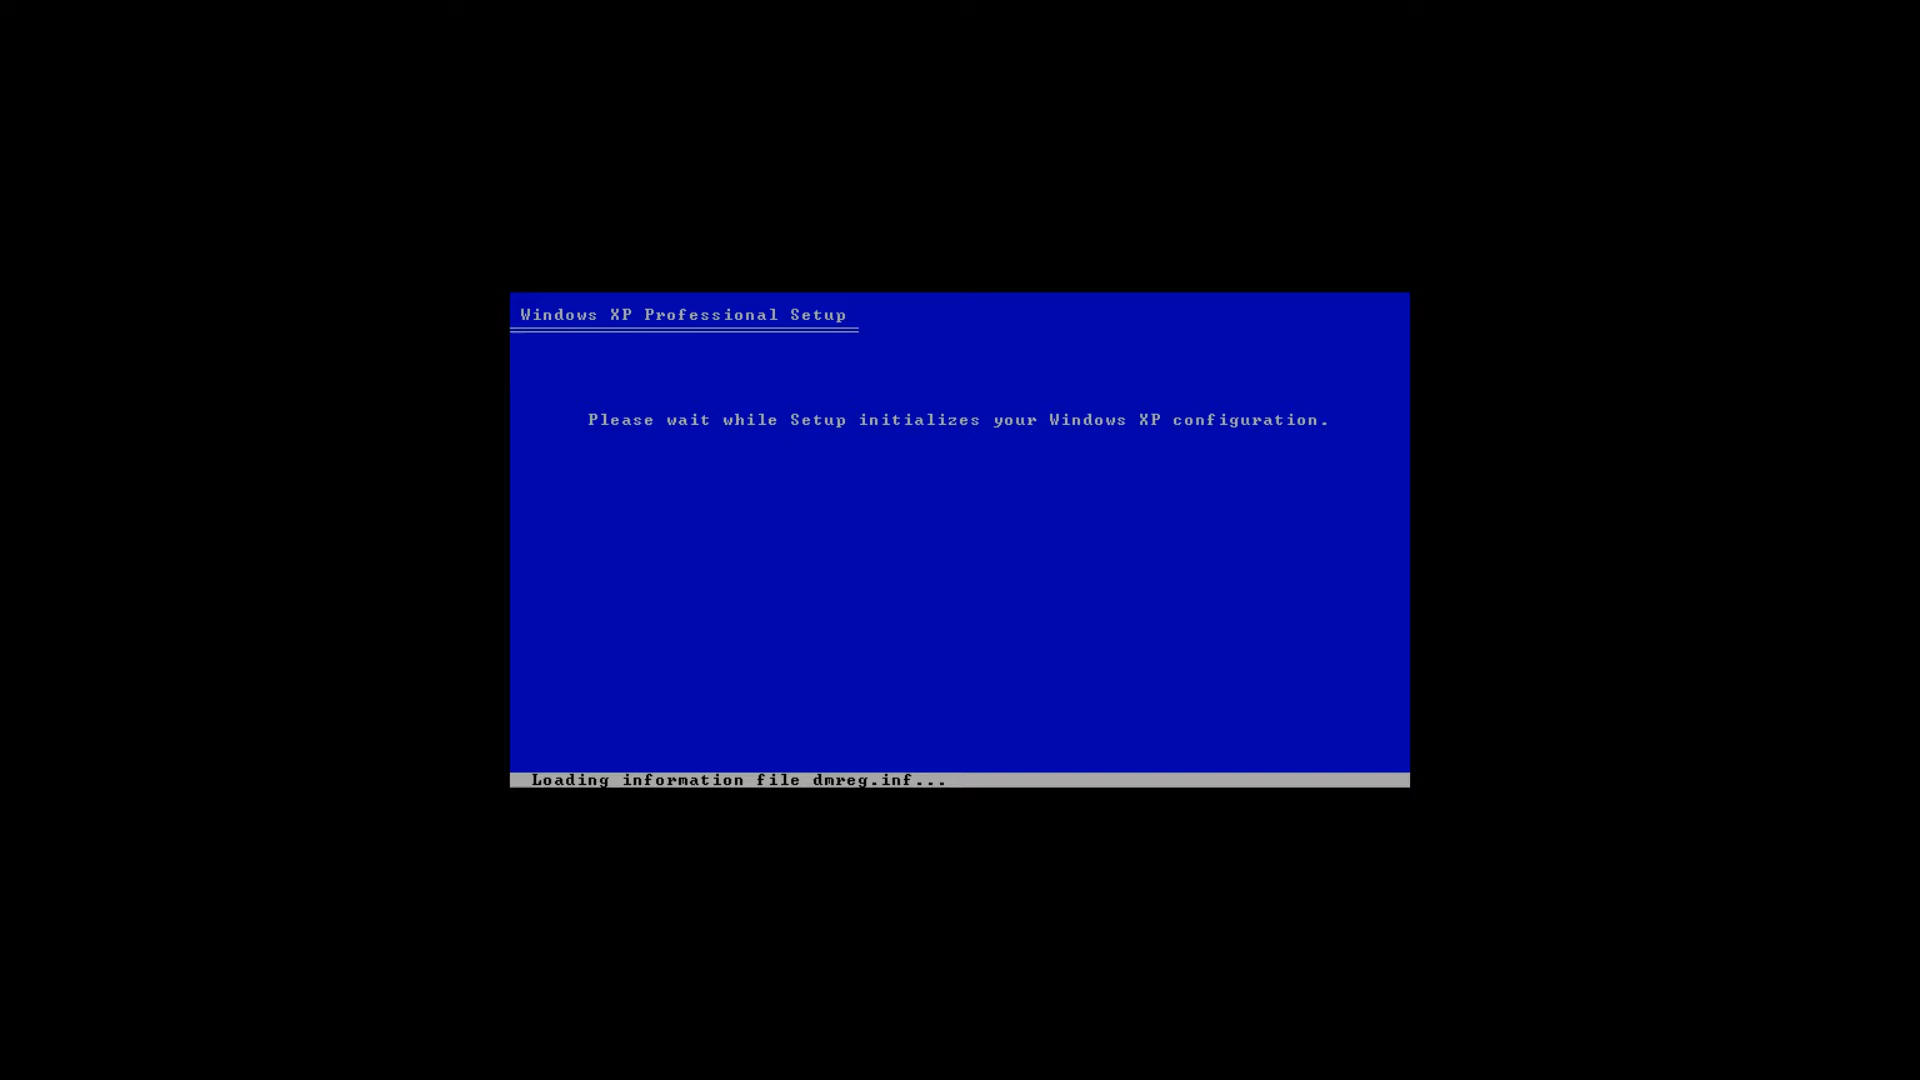 Windows XP Professional Setup
Please wait while Setup initializes your Windows XP configuration.
Loading information file dmreg.inf...